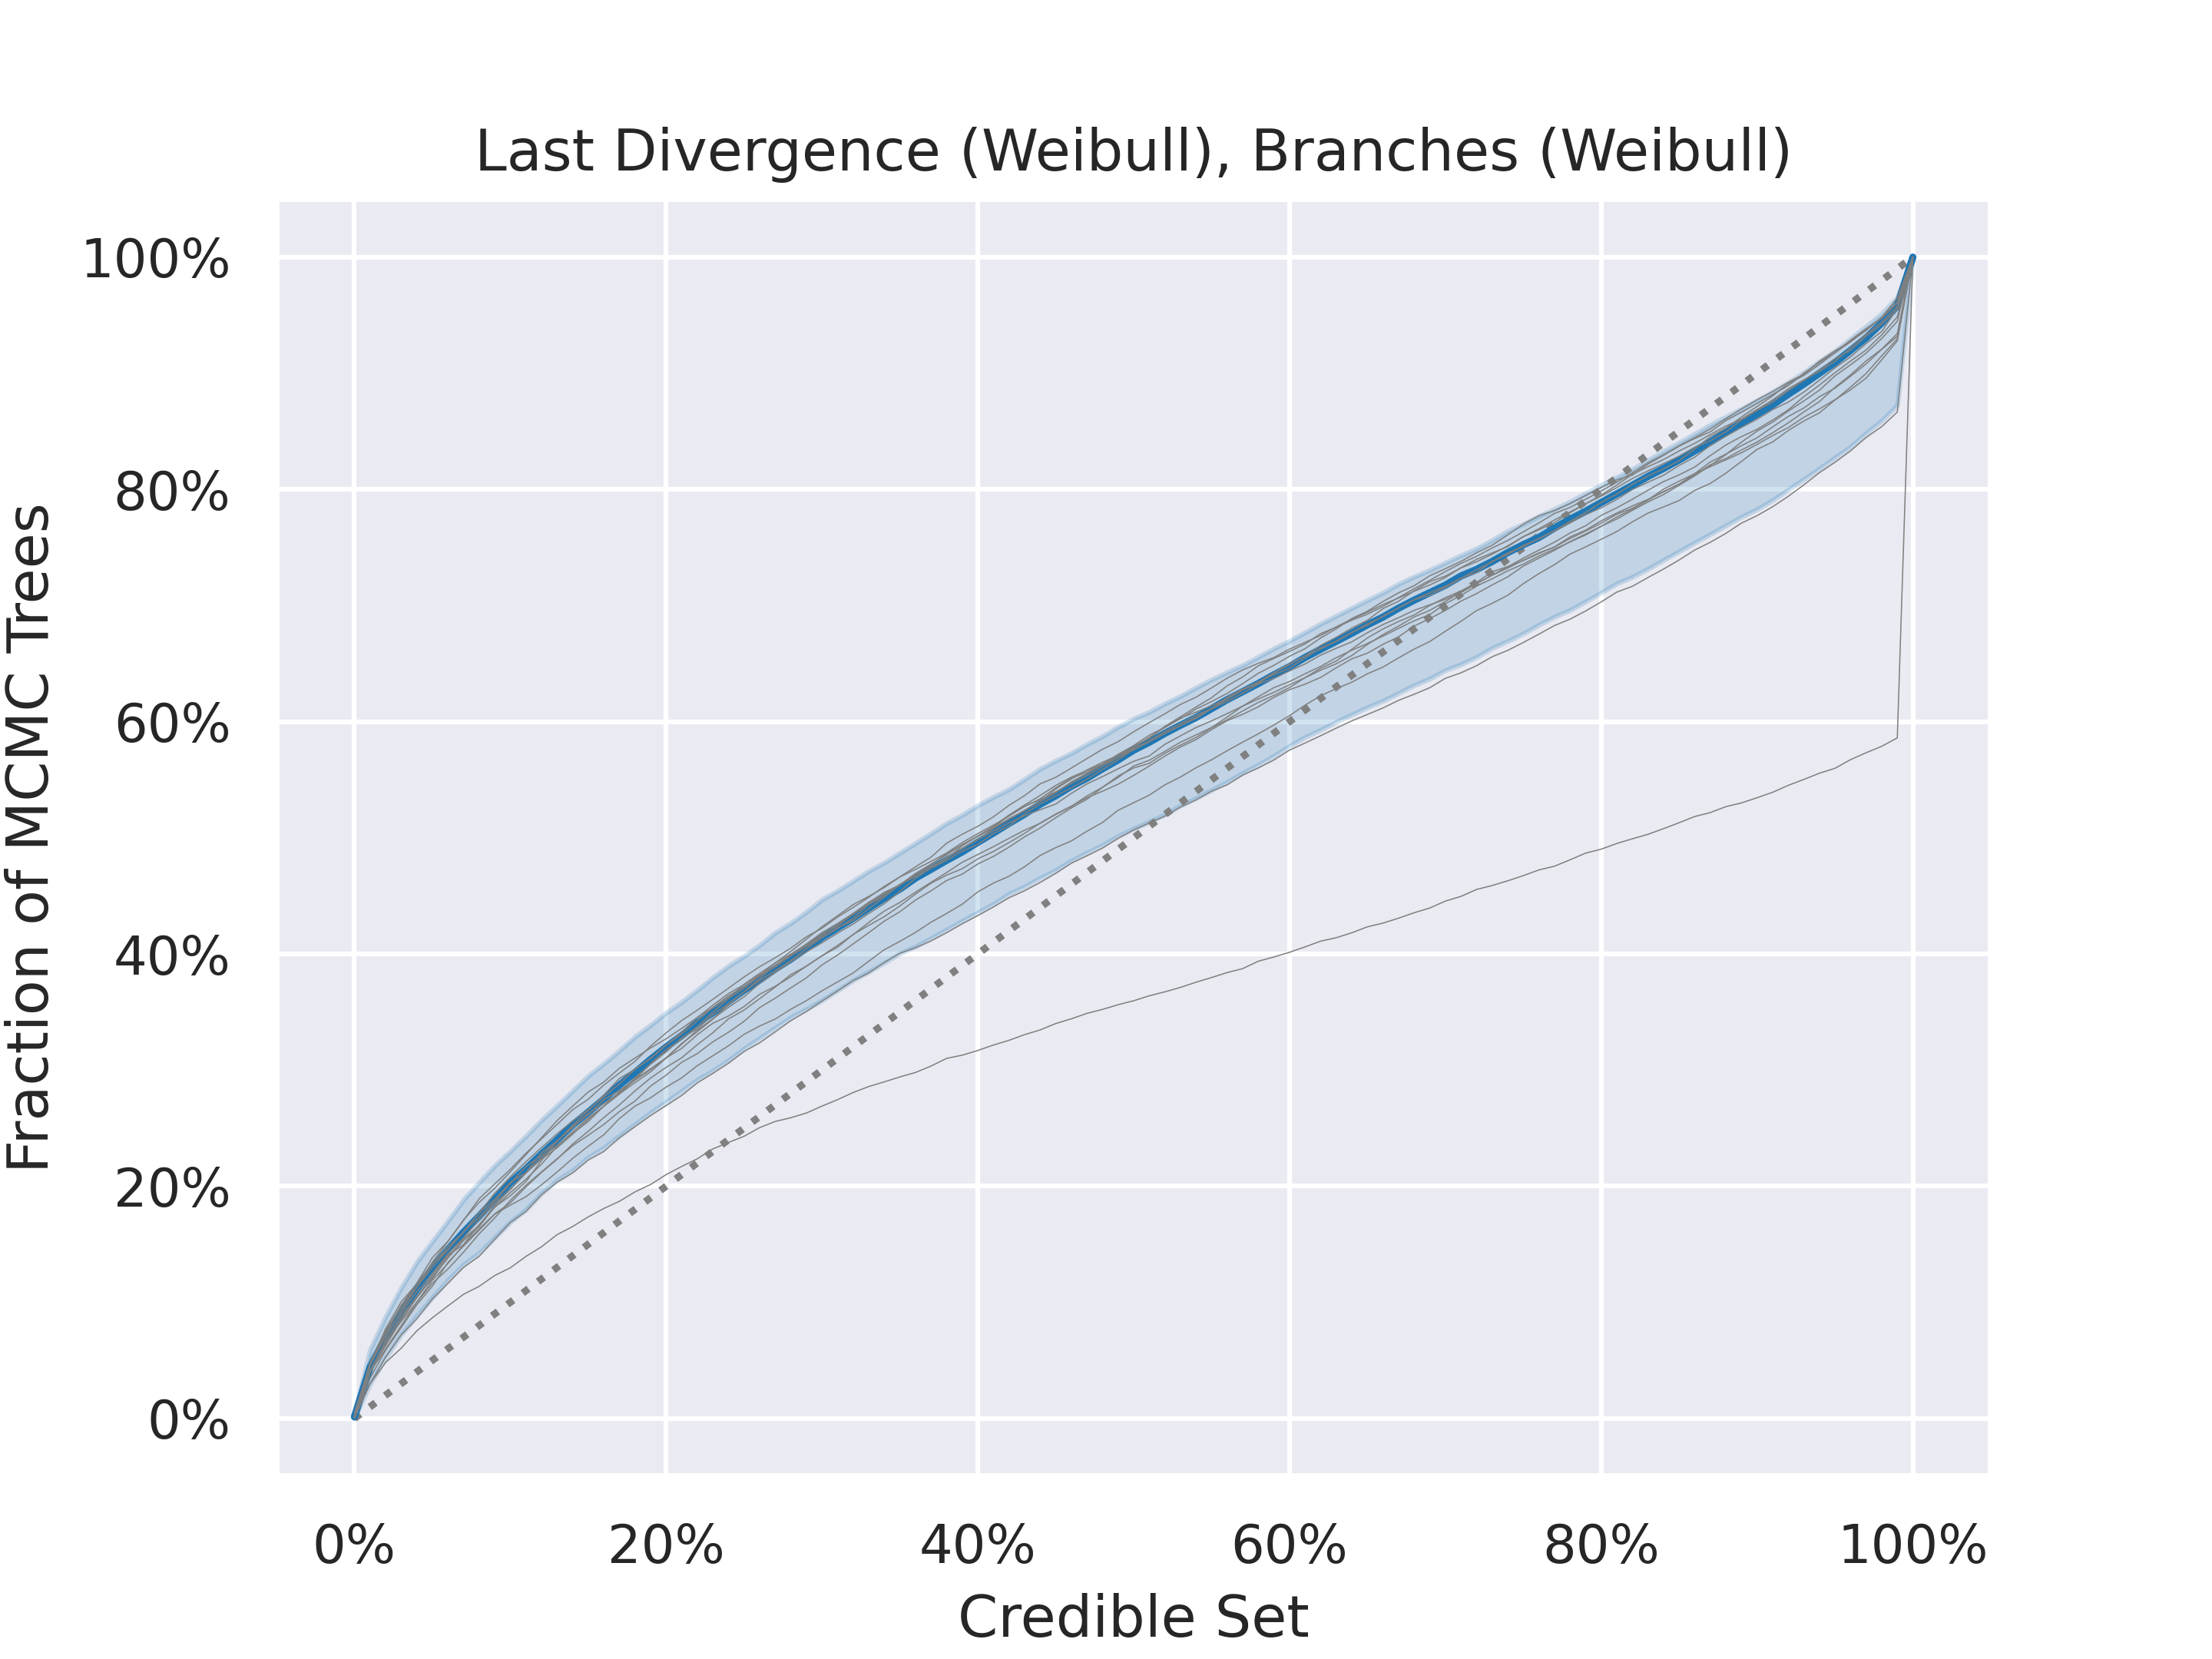 Last Divergence (Weibull), Branches (Weibull)
100%
80%
60%
40%
20%
0%
Fraction of MCMC Trees
0% 20% 40% 60% 80% 100%
Credible Set